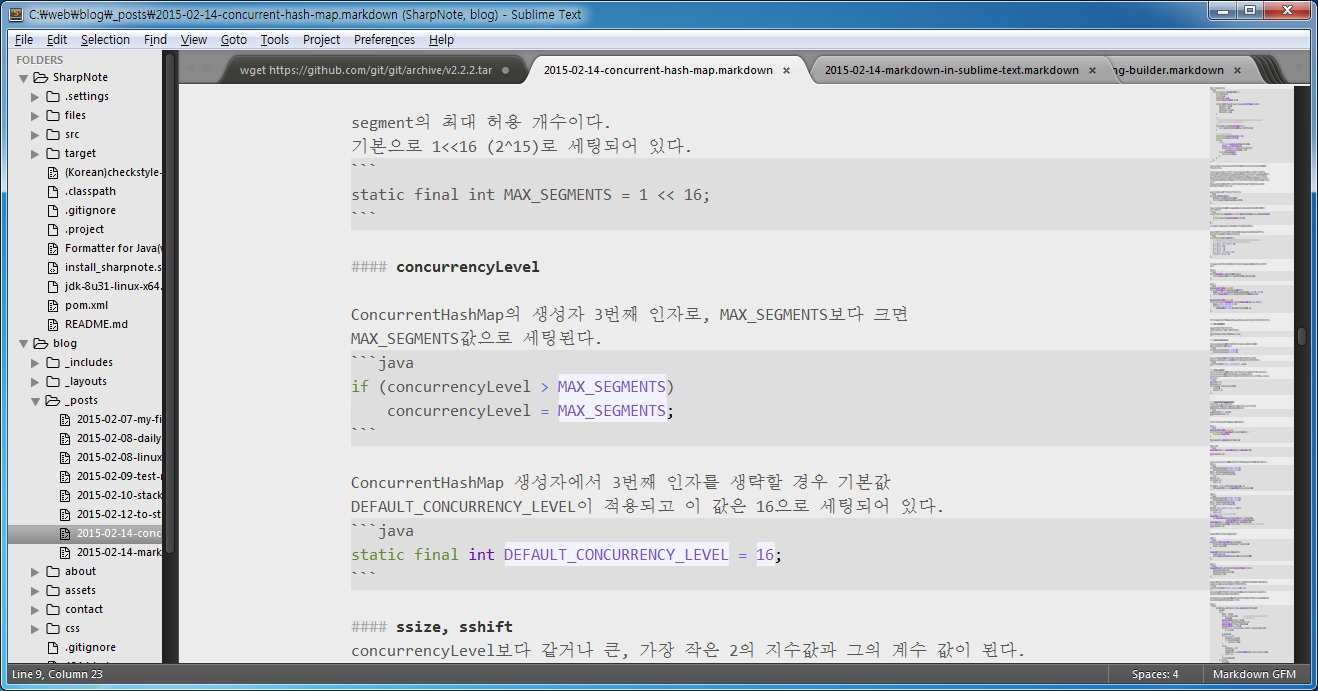 C:₩web₩blog₩_posts₩2015-02-14-concurrent-hash-map.markdown (SharpNote, blog) - Sublime Text
File Edit Selection Find View Goto Tools Project Preferences Help
FOLDERS
SharpNote
.settings
files
src
target
(Korean)checkstyle-
.classpath
.gitignore
.project
Formatter for Java(
install_sharpnote.s
jdk-8u31-linux-x64.
pom.xml
README.md
blog
_includes
_layouts
_posts
2015-02-07-my-fi
2015-02-08-daily
2015-02-08-linux
2015-02-09-test-
2015-02-10-stack
2015-02-12-to-st
2015-02-14-conc
2015-02-14-mark
about
assets
contact
css
.gitignore
wget https://github.com/git/git/archive/v2.2.2.tar
2015-02-14-concurrent-hash-map.markdown ×
2015-02-14-markdown-in-sublime-text.markdown ×
ng-builder.markdown ×
segment의 최대 허용 개수이다.
기본으로 1<<16 (2^15)로 세팅되어 있다.
```
static final int MAX_SEGMENTS = 1 << 16;
```
#### concurrencyLevel
ConcurrentHashMap의 생성자 3번째 인자로, MAX_SEGMENTS보다 크면
MAX_SEGMENTS값으로 세팅된다.
```java
if (concurrencyLevel > MAX_SEGMENTS)
    concurrencyLevel = MAX_SEGMENTS;
```
ConcurrentHashMap 생성자에서 3번째 인자를 생략할 경우 기본값
DEFAULT_CONCURRENCY_LEVEL이 적용되고 이 값은 16으로 세팅되어 있다.
```java
static final int DEFAULT_CONCURRENCY_LEVEL = 16;
```
#### ssize, sshift
concurrencyLevel보다 같거나 큰, 가장 작은 2의 지수값과 그의 계수 값이 된다.
Line 9, Column 23
Spaces: 4
Markdown GFM